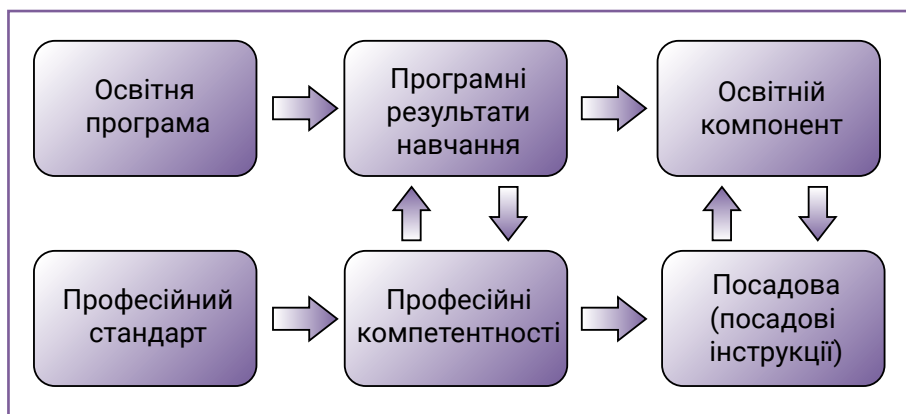 Освітня
програма
Програмні
результати
навчання
Освітній
компонент
Професійний
стандарт
Професійні
компетентності
Посадова
(посадові
інструкції)